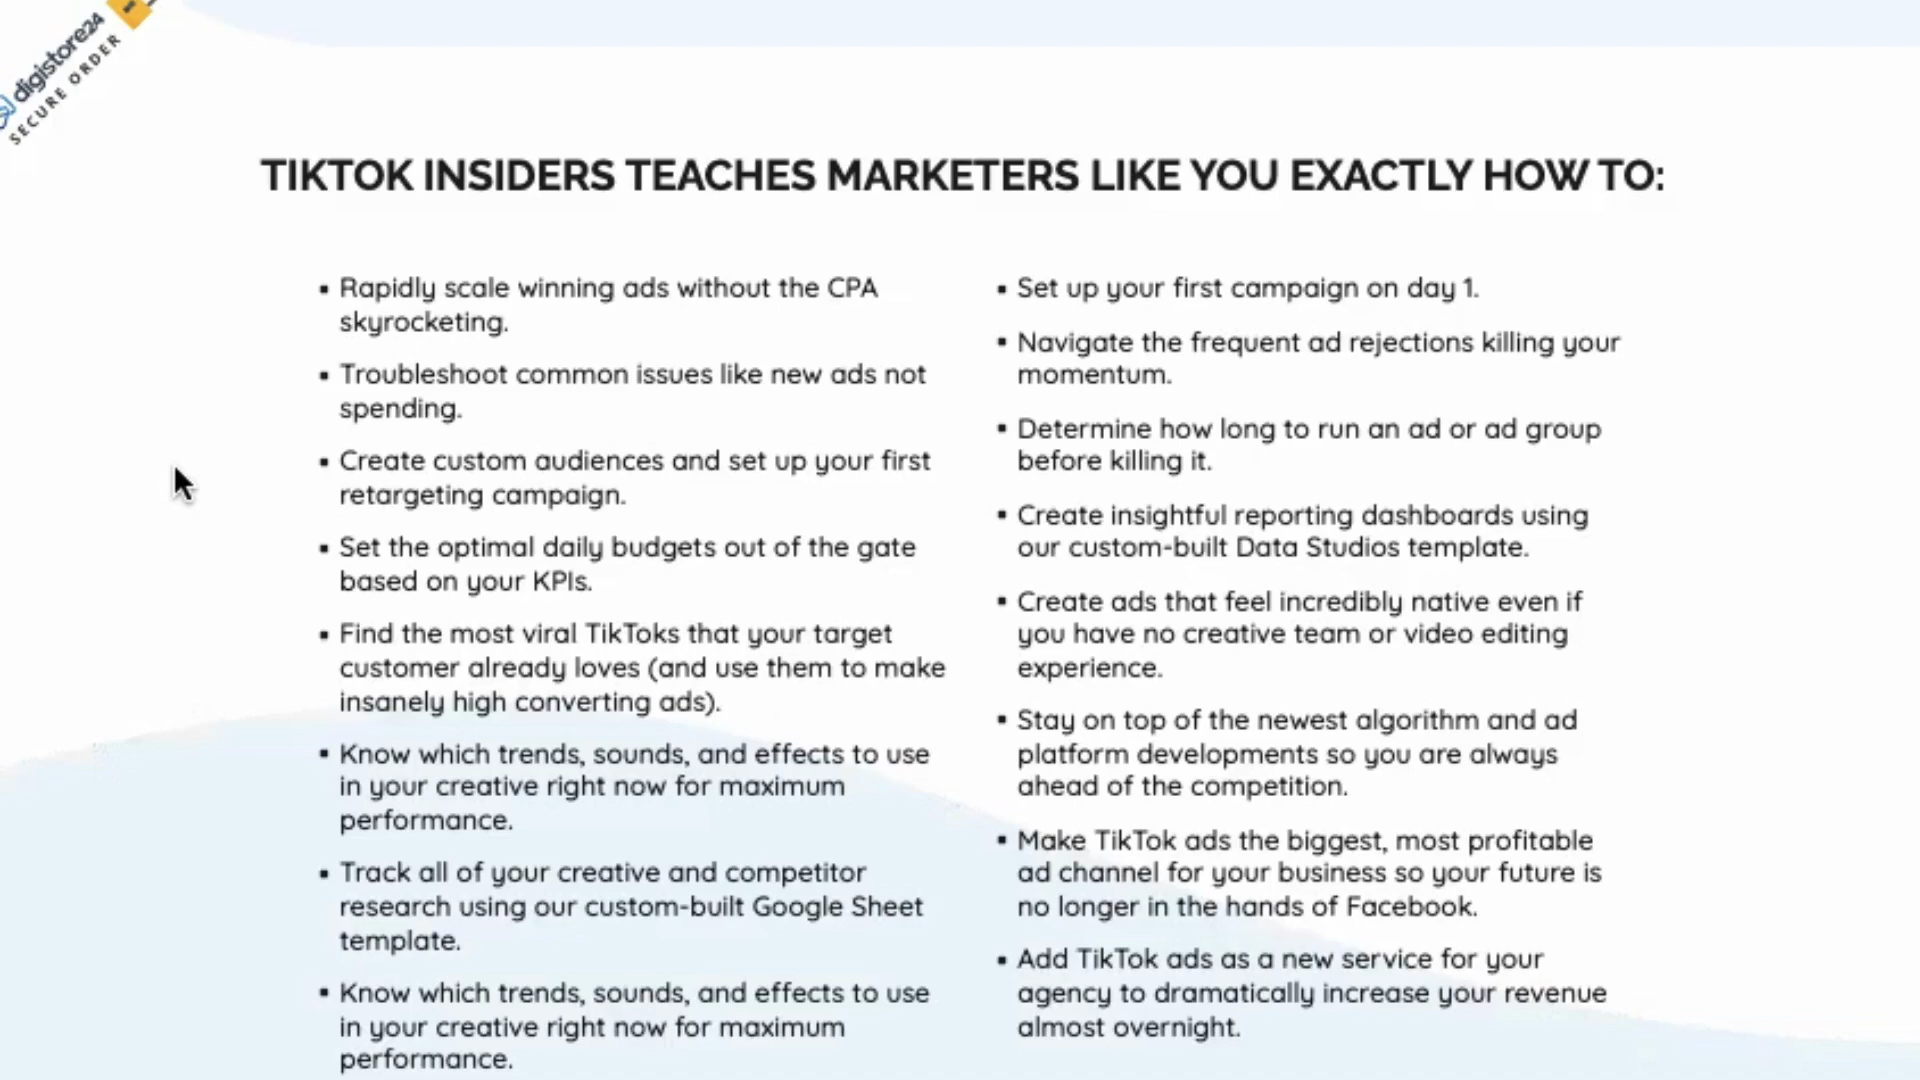 digistore24
SECURE ORDER
TIKTOK INSIDERS TEACHES MARKETERS LIKE YOU EXACTLY HOW TO:
▪ Rapidly scale winning ads without the CPA
skyrocketing.
▪ Troubleshoot common issues like new ads not
spending.
▪ Create custom audiences and set up your first
retargeting campaign.
▪ Set the optimal daily budgets out of the gate
based on your KPIs.
▪ Find the most viral TikToks that your target
customer already loves (and use them to make
insanely high converting ads).
▪ Know which trends, sounds, and effects to use
in your creative right now for maximum
performance.
▪ Track all of your creative and competitor
research using our custom-built Google Sheet
template.
▪ Know which trends, sounds, and effects to use
in your creative right now for maximum
performance.
▪ Set up your first campaign on day 1.
▪ Navigate the frequent ad rejections killing your
momentum.
▪ Determine how long to run an ad or ad group
before killing it.
▪ Create insightful reporting dashboards using
our custom-built Data Studios template.
▪ Create ads that feel incredibly native even if
you have no creative team or video editing
experience.
▪ Stay on top of the newest algorithm and ad
platform developments so you are always
ahead of the competition.
▪ Make TikTok ads the biggest, most profitable
ad channel for your business so your future is
no longer in the hands of Facebook.
▪ Add TikTok ads as a new service for your
agency to dramatically increase your revenue
almost overnight.